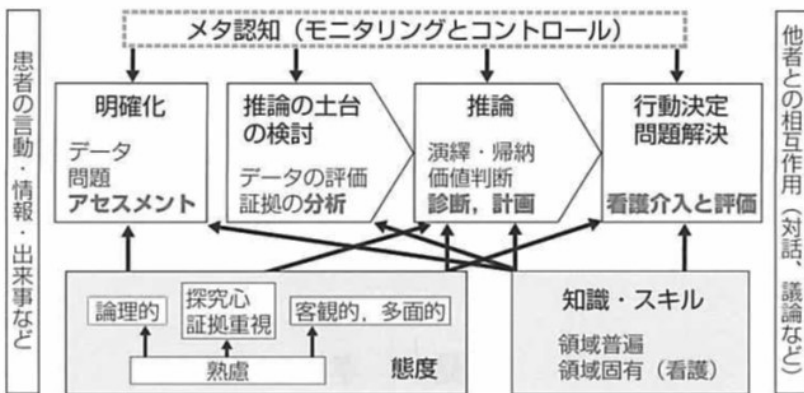 メタ認知（モニタリングとコントロール）
患者の言動・情報・出来事など
明確化
データ
問題
アセスメント
推論の土台
の検討
データの評価
証拠の分析
推論
演繹・帰納
価値判断
診断，計画
行動決定
問題解決
看護介入と評価
他者との相互作用（対話、議論など）
論理的
探究心
証拠重視
客観的，多面的
熟慮
態度
知識・スキル
領域普遍
領域固有（看護）